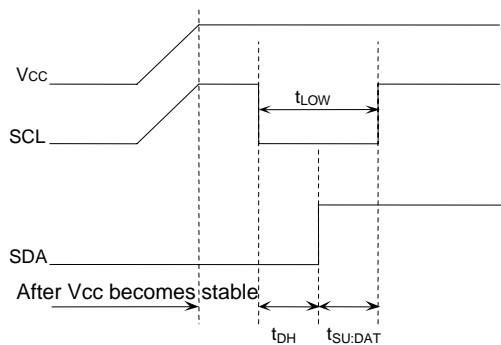 VCC
tLOW
SCL
SDA
After Vcc becomes stable
tDH
tSU:DAT